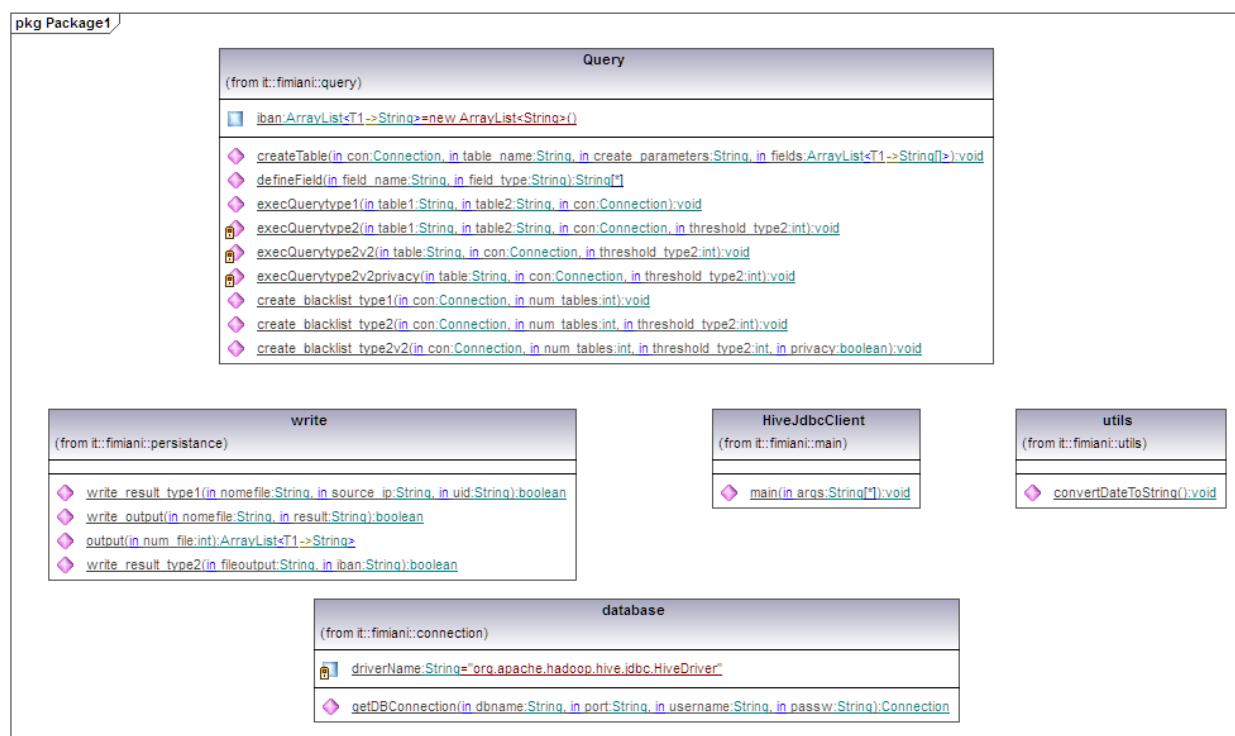 pkg Package1
Query
(from it::fimiani::query)
iban:ArrayList<T1->String>=new ArrayList<String>()
createTable(in con:Connection, in table_name:String, in create_parameters:String, in fields:ArrayList<T1->String[]>):void
defineField(in field_name:String, in field_type:String):String[*]
execQuerytype1(in table1:String, in table2:String, in con:Connection):void
execQuerytype2(in table1:String, in table2:String, in con:Connection, in threshold_type2:int):void
execQuerytype2v2(in table:String, in con:Connection, in threshold_type2:int):void
execQuerytype2v2privacy(in table:String, in con:Connection, in threshold_type2:int):void
create_blacklist_type1(in con:Connection, in num_tables:int):void
create_blacklist_type2(in con:Connection, in num_tables:int, in threshold_type2:int):void
create_blacklist_type2v2(in con:Connection, in num_tables:int, in threshold_type2:int, in privacy:boolean):void
write
(from it::fimiani::persistance)
write_result_type1(in nomefile:String, in source_ip:String, in uid:String):boolean
write_output(in nomefile:String, in result:String):boolean
output(in num_file:int):ArrayList<T1->String>
write_result_type2(in fileoutput:String, in iban:String):boolean
HiveJdbcClient
(from it::fimiani::main)
main(in args:String[*]):void
utils
(from it::fimiani::utils)
convertDateToString():void
database
(from it::fimiani::connection)
driverName:String="org.apache.hadoop.hive.jdbc.HiveDriver"
getDBConnection(in dbname:String, in port:String, in username:String, in passw:String):Connection